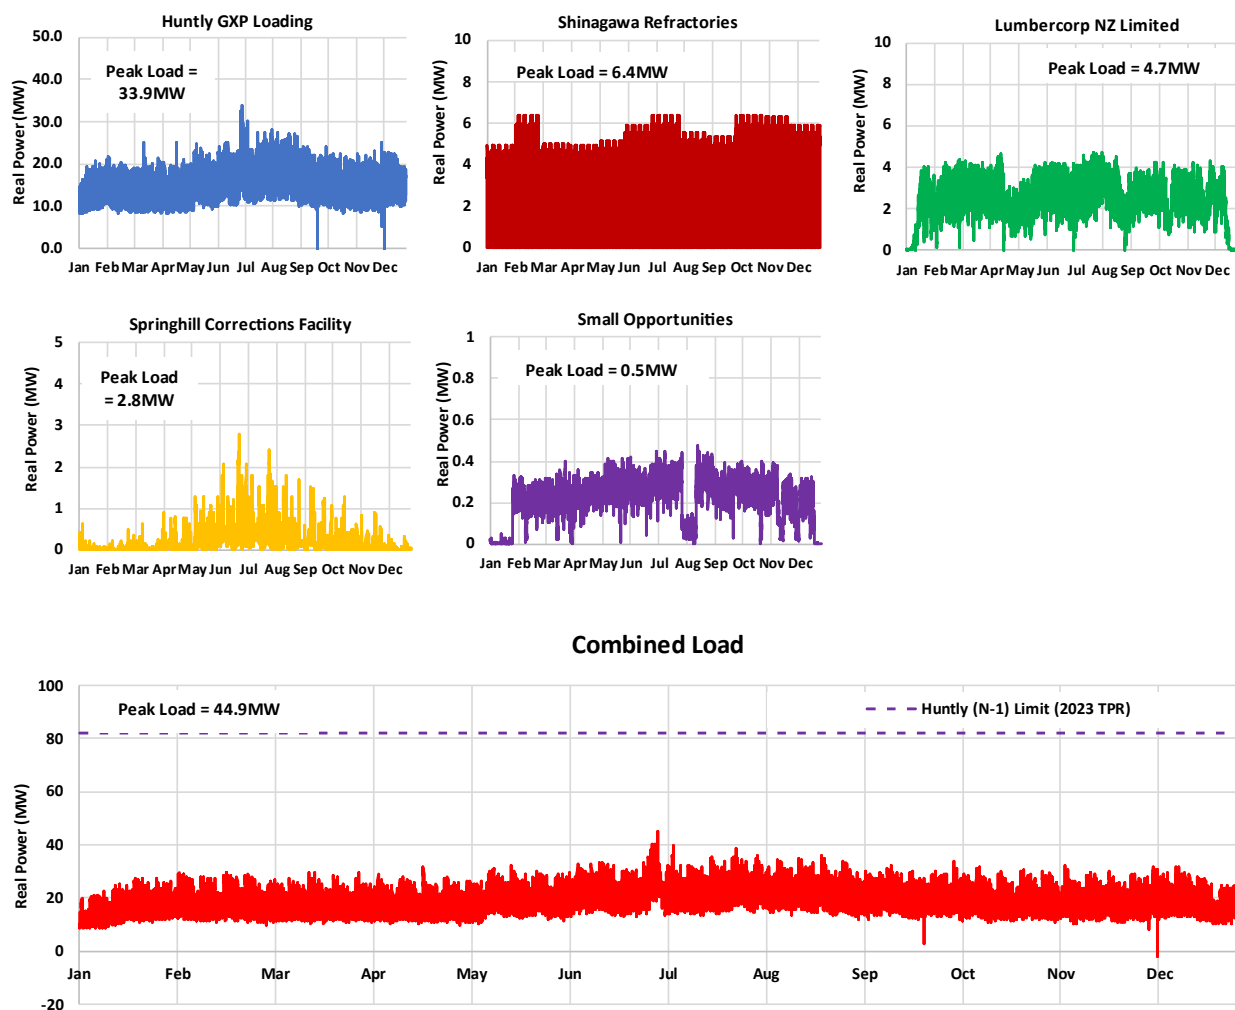 Huntly GXP Loading
Peak Load =
33.9MW
Real Power (MW)
50.0
40.0
30.0
20.0
10.0
0.0
Jan Feb Mar Apr May Jun Jul Aug Sep Oct Nov Dec
Shinagawa Refractories
Peak Load = 6.4MW
Real Power (MW)
10
8
6
4
2
0
Jan Feb Mar Apr May Jun Jul Aug Sep Oct Nov Dec
Lumbercorp NZ Limited
Peak Load = 4.7MW
Real Power (MW)
10
8
6
4
2
0
Jan Feb Mar Apr May Jun Jul Aug Sep Oct Nov Dec
Springhill Corrections Facility
Peak Load
= 2.8MW
Real Power (MW)
5
4
3
2
1
0
Jan Feb Mar Apr May Jun Jul Aug Sep Oct Nov Dec
Small Opportunities
Peak Load = 0.5MW
Real Power (MW)
1
0.8
0.6
0.4
0.2
0
Jan Feb Mar Apr May Jun Jul Aug Sep Oct Nov Dec
Combined Load
Peak Load = 44.9MW
Huntly (N-1) Limit (2023 TPR)
Real Power (MW)
100
80
60
40
20
0
-20
Jan Feb Mar Apr May Jun Jul Aug Sep Oct Nov Dec